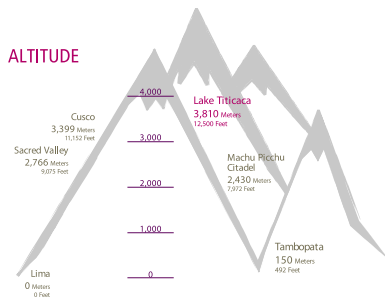 ALTITUDE
4,000
3,000
2,000
1,000
0
Lake Titicaca
3,810 Meters
12,500 Feet
Cusco
3,399 Meters
11,152 Feet
Sacred Valley
2,766 Meters
9,075 Feet
Machu Picchu
Citadel
2,430 Meters
7,972 Feet
Tambopata
150 Meters
492 Feet
Lima
0 Meters
0 Feet